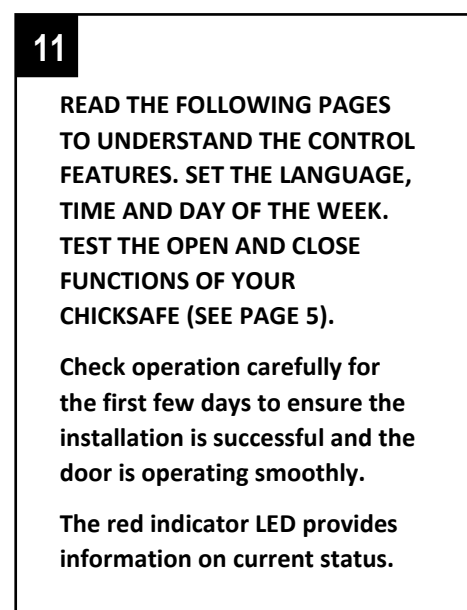 11
READ THE FOLLOWING PAGES
TO UNDERSTAND THE CONTROL
FEATURES. SET THE LANGUAGE,
TIME AND DAY OF THE WEEK.
TEST THE OPEN AND CLOSE
FUNCTIONS OF YOUR
CHICKSAFE (SEE PAGE 5).
Check operation carefully for
the first few days to ensure the
installation is successful and the
door is operating smoothly.
The red indicator LED provides
information on current status.